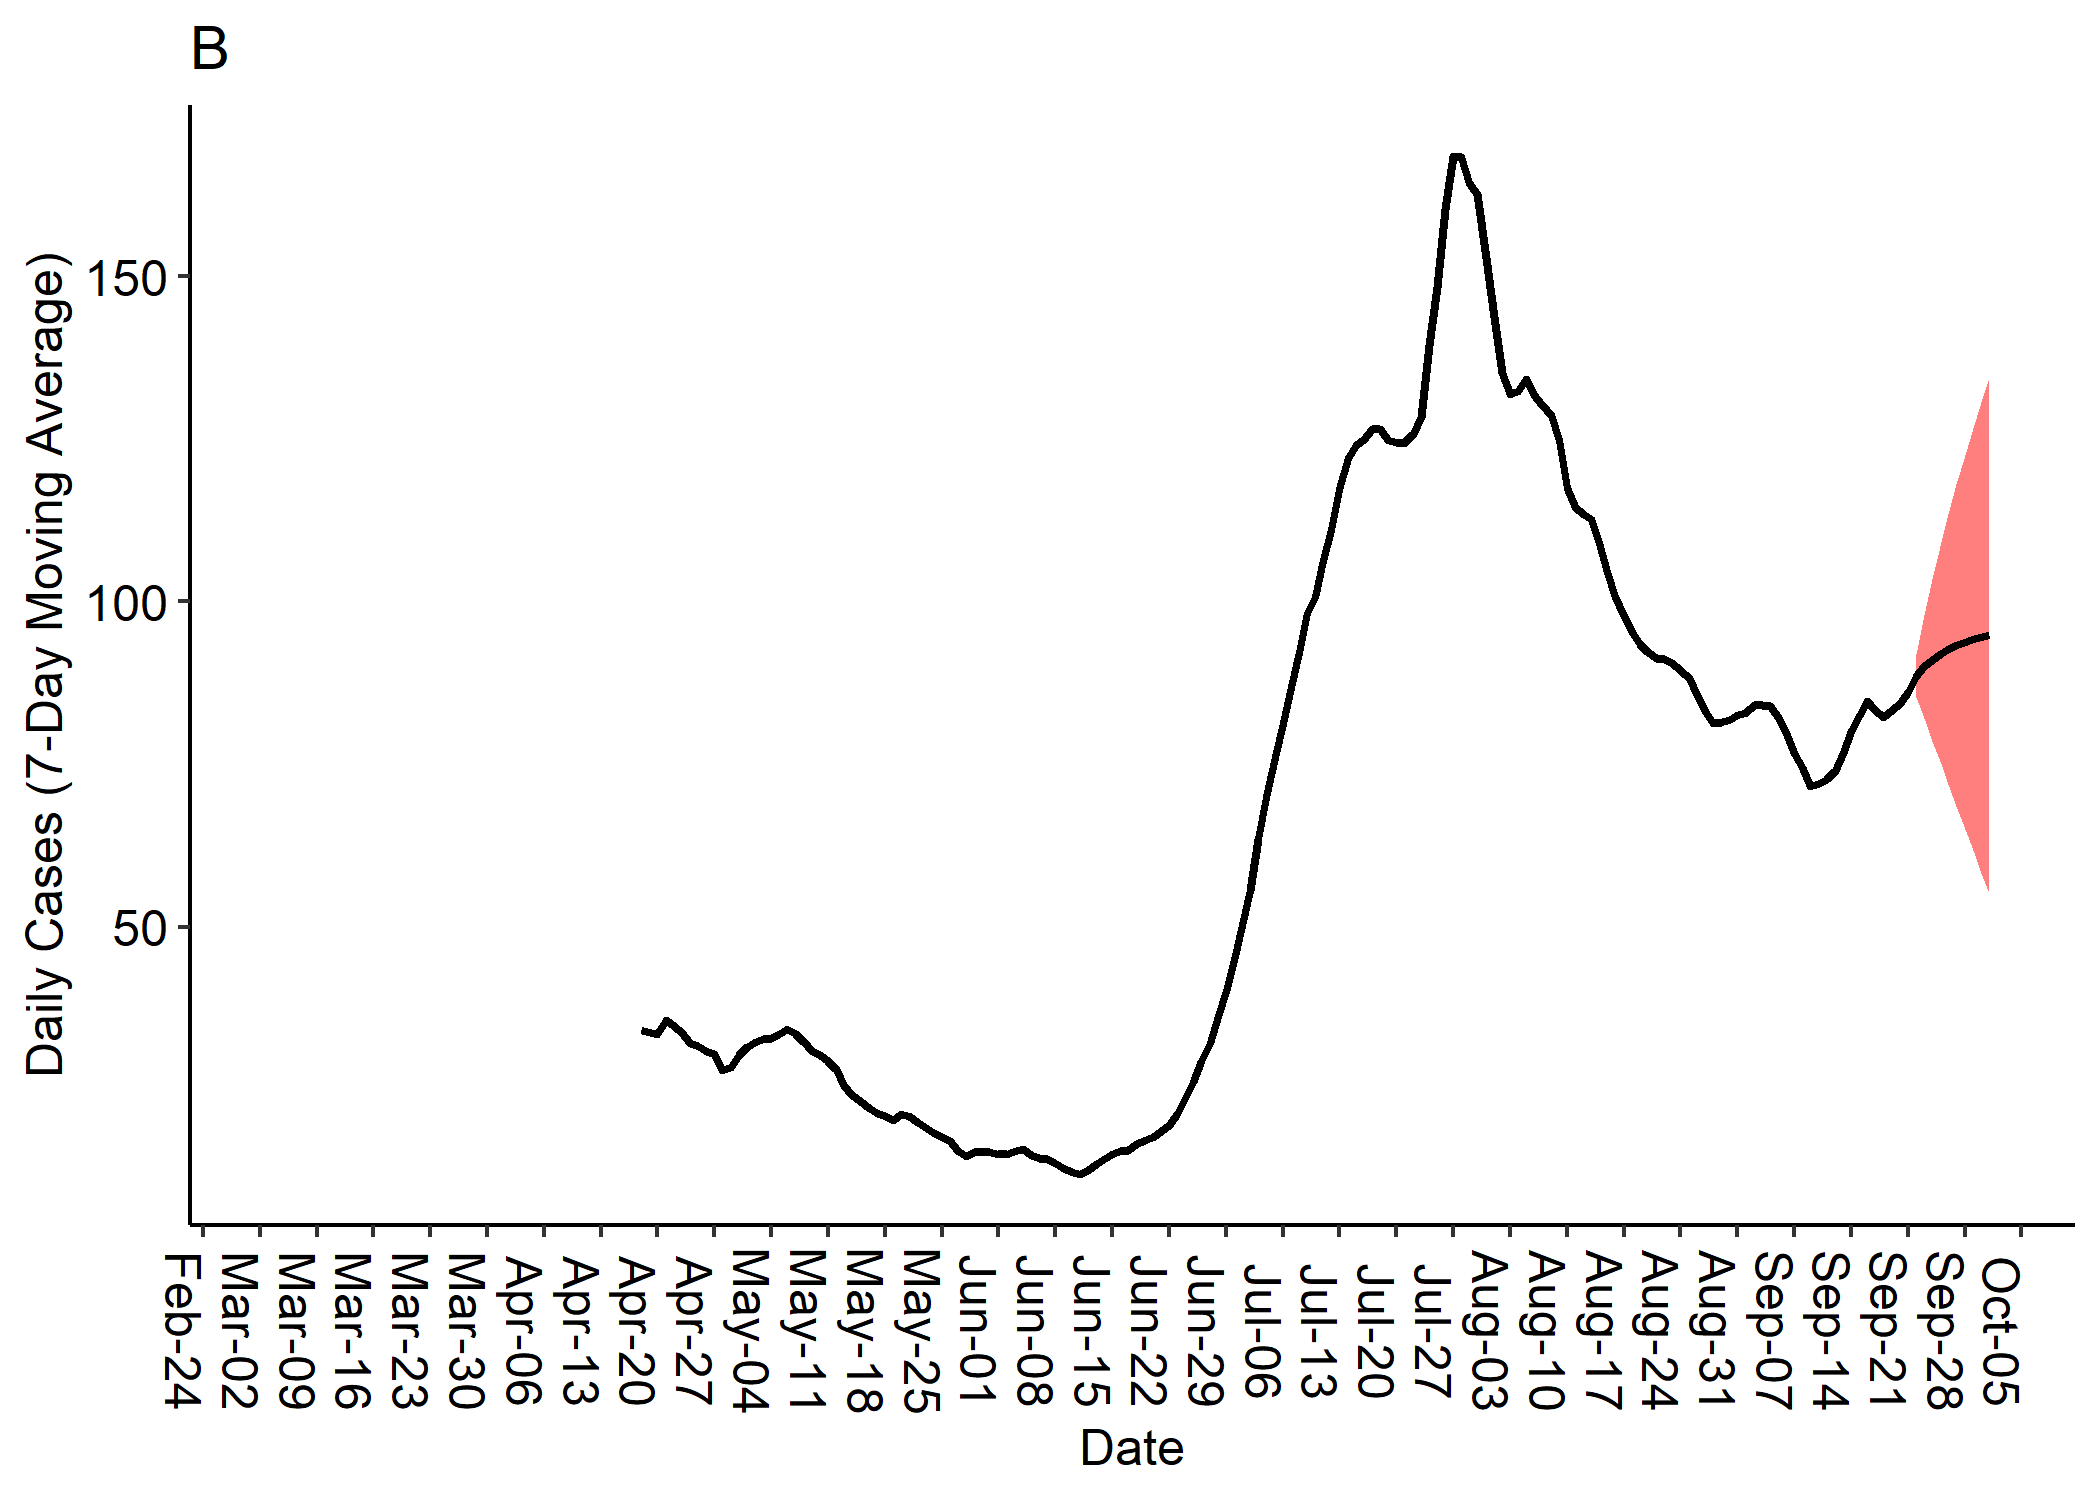 B
Daily Cases (7-Day Moving Average)
150
100
50
Feb-24
Mar-02
Mar-09
Mar-16
Mar-23
Mar-30
Apr-06
Apr-13
Apr-20
Apr-27
May-04
May-11
May-18
May-25
Jun-01
Jun-08
Jun-15
Jun-22
Jun-29
Jul-06
Jul-13
Jul-20
Jul-27
Aug-03
Aug-10
Aug-17
Aug-24
Aug-31
Sep-07
Sep-14
Sep-21
Sep-28
Oct-05
Date